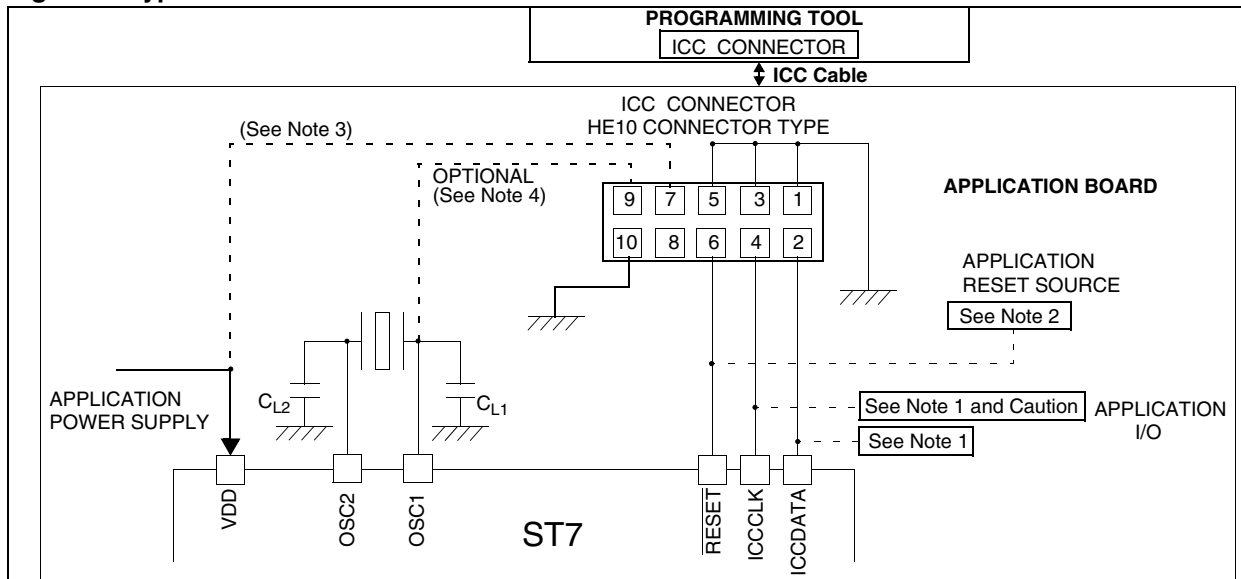 PROGRAMMING TOOL
ICC CONNECTOR
ICC Cable
ICC CONNECTOR
HE10 CONNECTOR TYPE
(See Note 3)
OPTIONAL
(See Note 4)
9 7 5 3 1
10 8 6 4 2
APPLICATION BOARD
APPLICATION
RESET SOURCE
See Note 2
APPLICATION
POWER SUPPLY
CL2
CL1
See Note 1 and Caution
See Note 1
APPLICATION
I/O
VDD
OSC2
OSC1
RESET
ICCCLK
ICCDATA
ST7